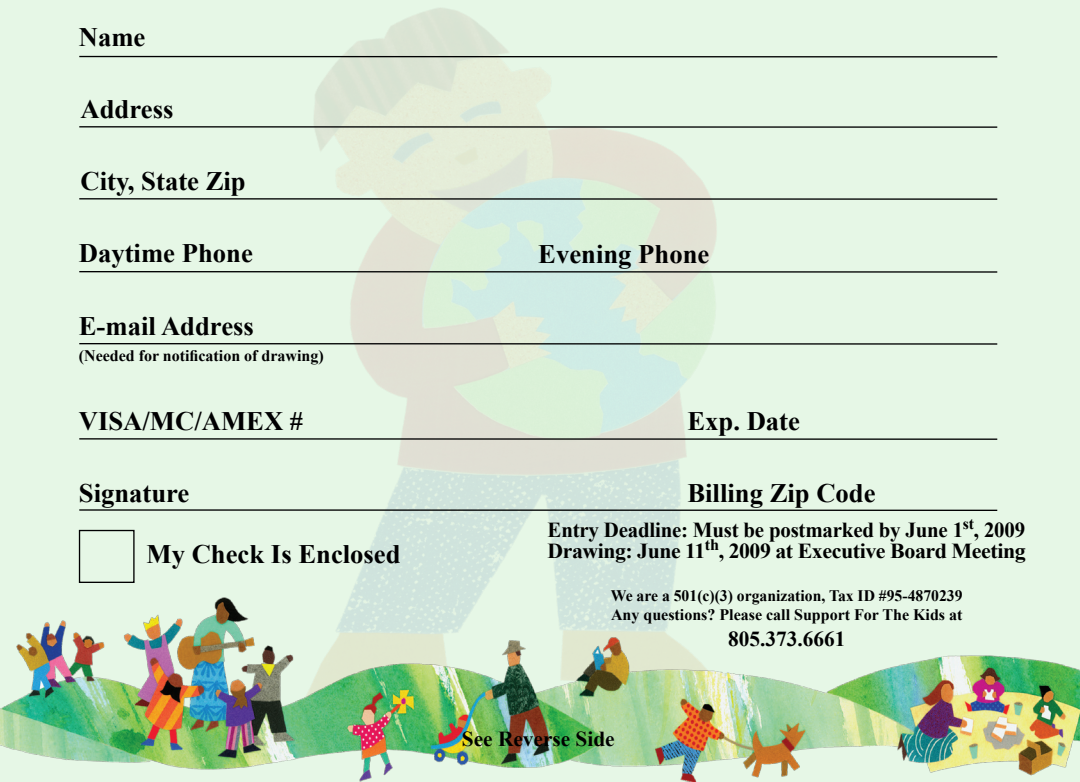 Name
Address
City, State Zip
Daytime Phone Evening Phone
E-mail Address
(Needed for notification of drawing)
VISA/MC/AMEX # Exp. Date
Signature Billing Zip Code
My Check Is Enclosed
Entry Deadline: Must be postmarked by June 1st, 2009
Drawing: June 11th, 2009 at Executive Board Meeting
We are a 501(c)(3) organization, Tax ID #95-4870239
Any questions? Please call Support For The Kids at
805.373.6661
See Reverse Side